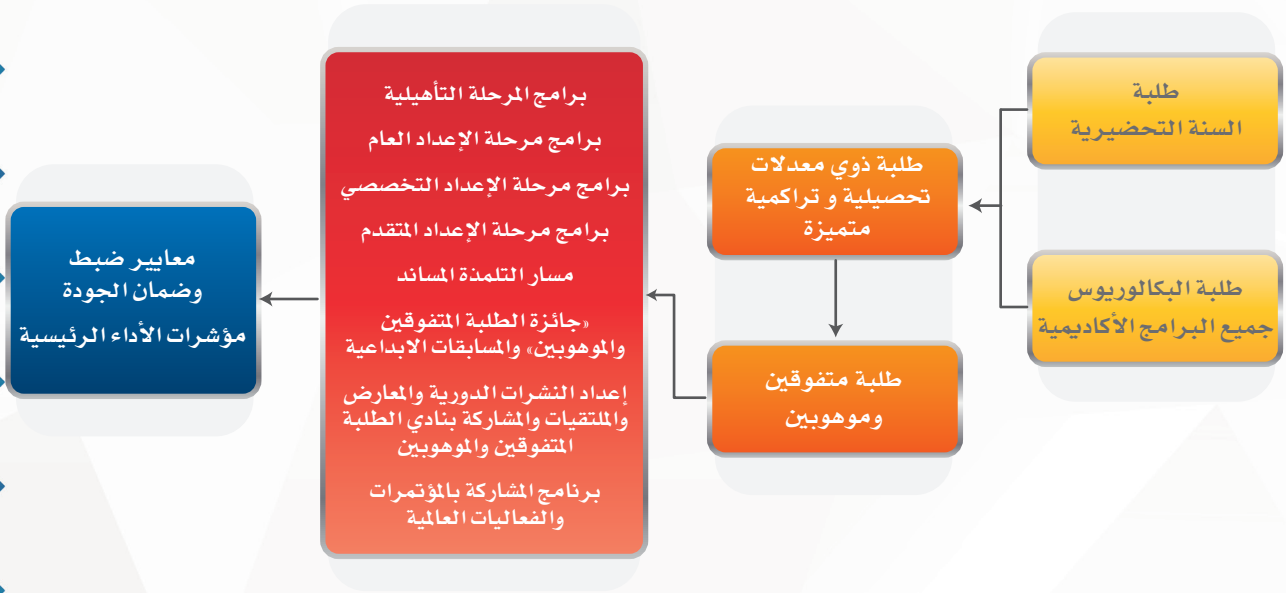 طلبة
السنة التحضيرية
طلبة البكالوريوس
جميع البرامج الأكاديمية
طلبة ذوي معدلات
تحصيلية و تراكمية
متميزة
طلبة متفوقين
وموهوبين
برامج المرحلة التأهيلية
برامج مرحلة الإعداد العام
برامج مرحلة الإعداد التخصصي
برامج مرحلة الإعداد المتقدم
مسار التلمذة المساند
«جائزة الطلبة المتفوقين
والموهوبين» والمسابقات الابداعية
إعداد النشرات الدورية والمعارض
والملتقيات والمشاركة بنادي الطلبة
المتفوقين والموهوبين
برنامج المشاركة بالمؤتمرات
والفعاليات العالمية
معايير ضبط
وضمان الجودة
مؤشرات الأداء الرئيسية